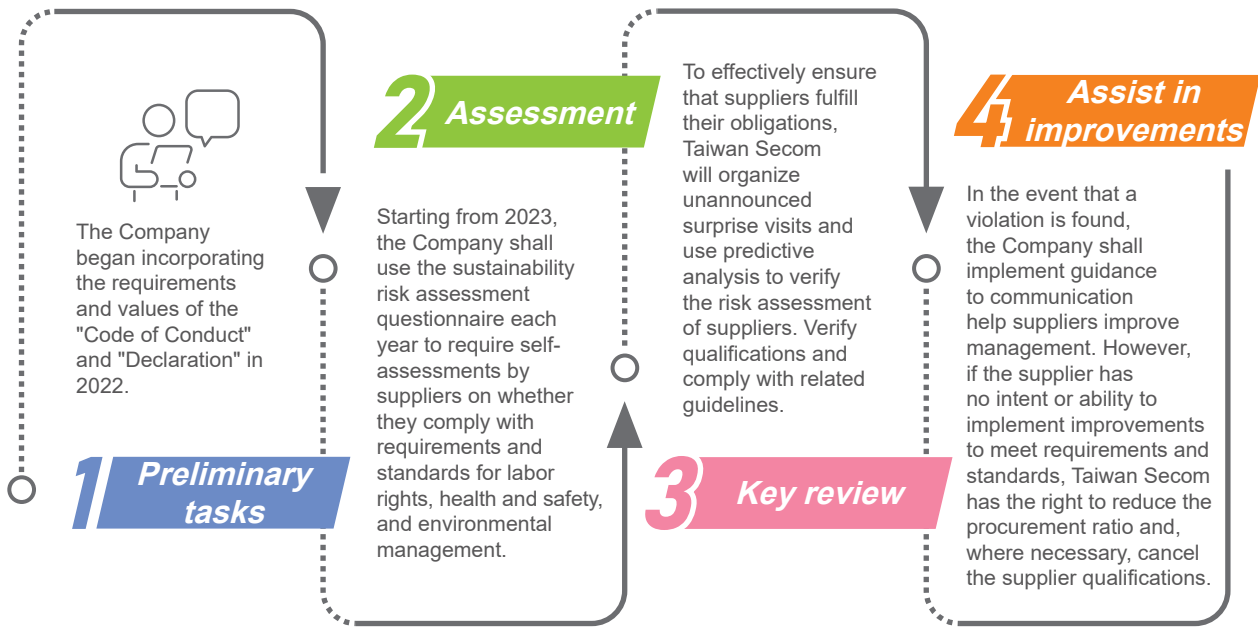 1 Preliminary
tasks
The Company
began incorporating
the requirements
and values of the
"Code of Conduct"
and "Declaration" in
2022.
2 Assessment
Starting from 2023,
the Company shall
use the sustainability
risk assessment
questionnaire each
year to require self-
assessments by
suppliers on whether
they comply with
requirements and
standards for labor
rights, health and safety,
and environmental
management.
3 Key review
To effectively ensure
that suppliers fulfill
their obligations,
Taiwan Secom
will organize
unannounced
surprise visits and
use predictive
analysis to verify
the risk assessment
of suppliers. Verify
qualifications and
comply with related
guidelines.
4 Assist in
improvements
In the event that a
violation is found,
the Company shall
implement guidance
to communication
help suppliers improve
management. However,
if the supplier has
no intent or ability to
implement improvements
to meet requirements and
standards, Taiwan Secom
has the right to reduce the
procurement ratio and,
where necessary, cancel
the supplier qualifications.